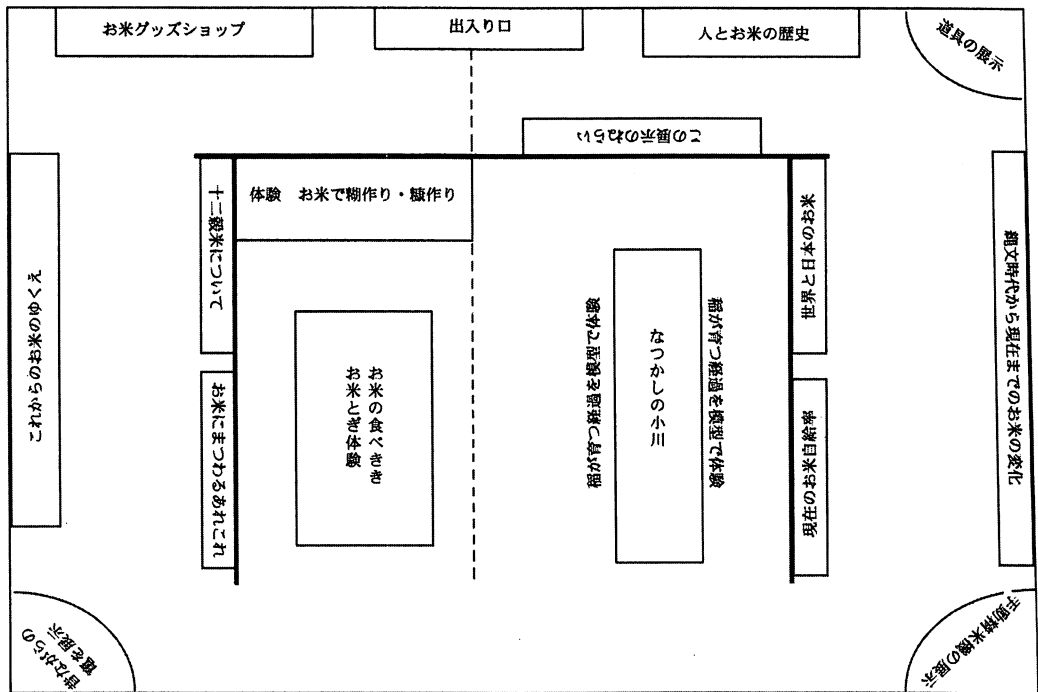 お米グッズショップ
出入り口
人とお米の歴史
道具の展示
この展示のねらい
体験　お米で糊作り・糠作り
十二穀米について
お米にまつわるあれこれ
これからのお米のゆくえ
お米の食べきき
お米とぎ体験
稲が育つ経過を模型で体験
なつかしの小川
稲が育つ経過を模型で体験
世界と日本のお米
現在のお米自給率
縄文時代から現在までのお米の変化
昔ながらの
を展示
手動精米機の展示